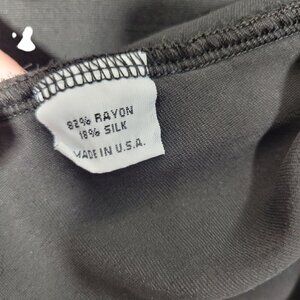 82% RAYON
18% SILK
MADE IN U.S.A.